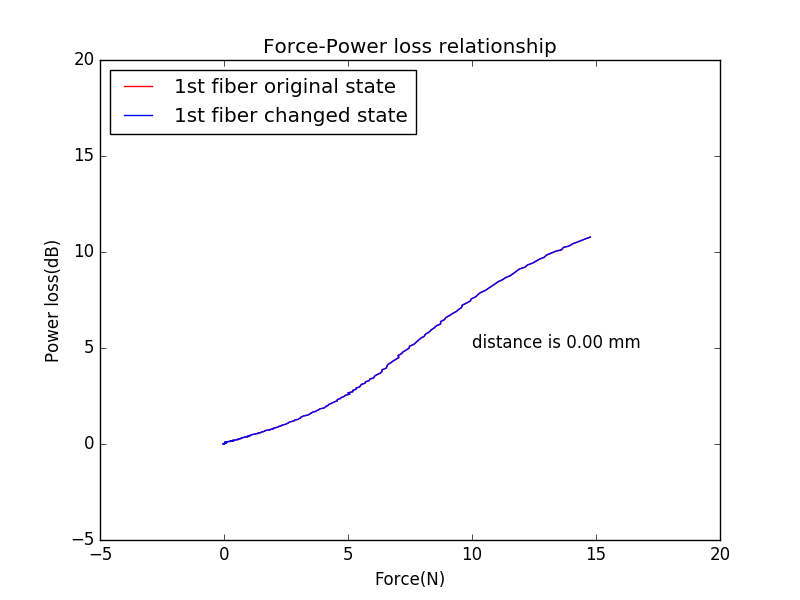 Force-Power loss relationship
1st fiber original state
1st fiber changed state
20
15
10
5
0
−5
Power loss(dB)
distance is 0.00 mm
−5 0 5 10 15 20
Force(N)